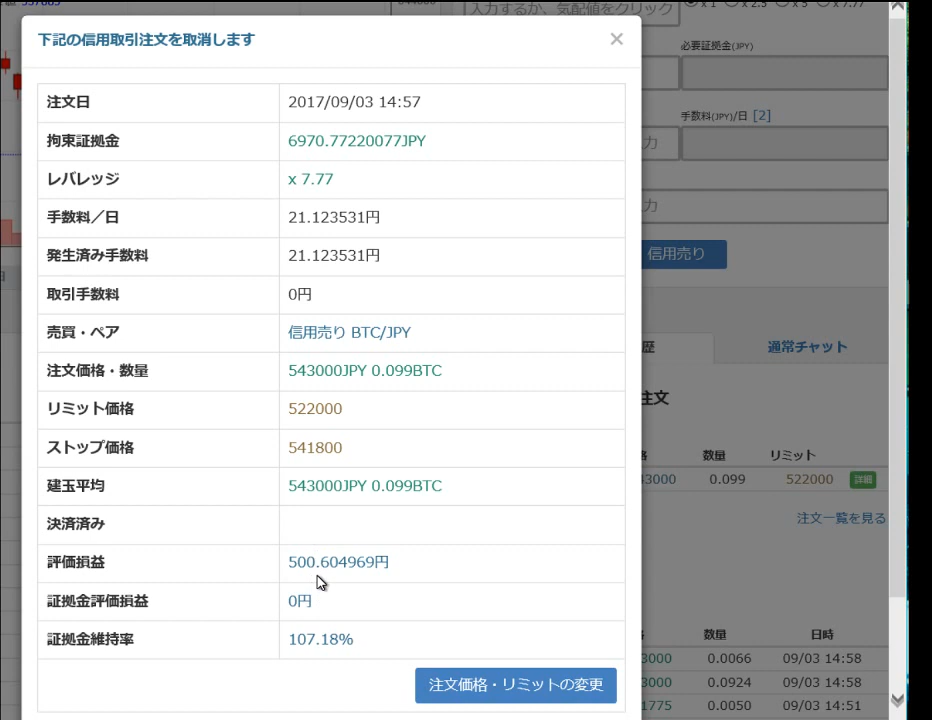 入力するか、気配値をクリック
x 1 x 2.5 x 5 x 7.77
下記の信用取引注文を取消します ×
必要証拠金(JPY)
注文日 2017/09/03 14:57
手数料(JPY)/日 [2]
拘束証拠金 6970.77220077JPY
力
レバレッジ x 7.77
手数料／日 21.123531円
力
発生済み手数料 21.123531円
信用売り
取引手数料 0円
売買・ペア 信用売り BTC/JPY
歴 通常チャット
注文価格・数量 543000JPY 0.099BTC
注文
リミット価格 522000
ストップ価格 541800
数量 リミット
建玉平均 543000JPY 0.099BTC
3000 0.099 522000 詳細
決済済み
注文一覧を見る
評価損益 500.604969円
証拠金評価損益 0円
証拠金維持率 107.18%
数量 日時
3000 0.0066 09/03 14:58
注文価格・リミットの変更
3000 0.0924 09/03 14:58
1775 0.0050 09/03 14:51